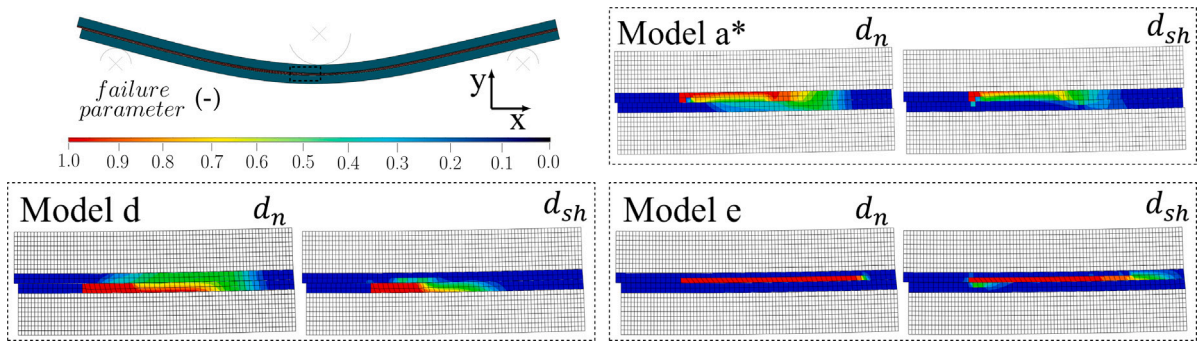 failure
parameter (-)
y
x
1.0 0.9 0.8 0.7 0.6 0.5 0.4 0.3 0.2 0.1 0.0
Model a* d_n d_sh
Model d d_n d_sh
Model e d_n d_sh